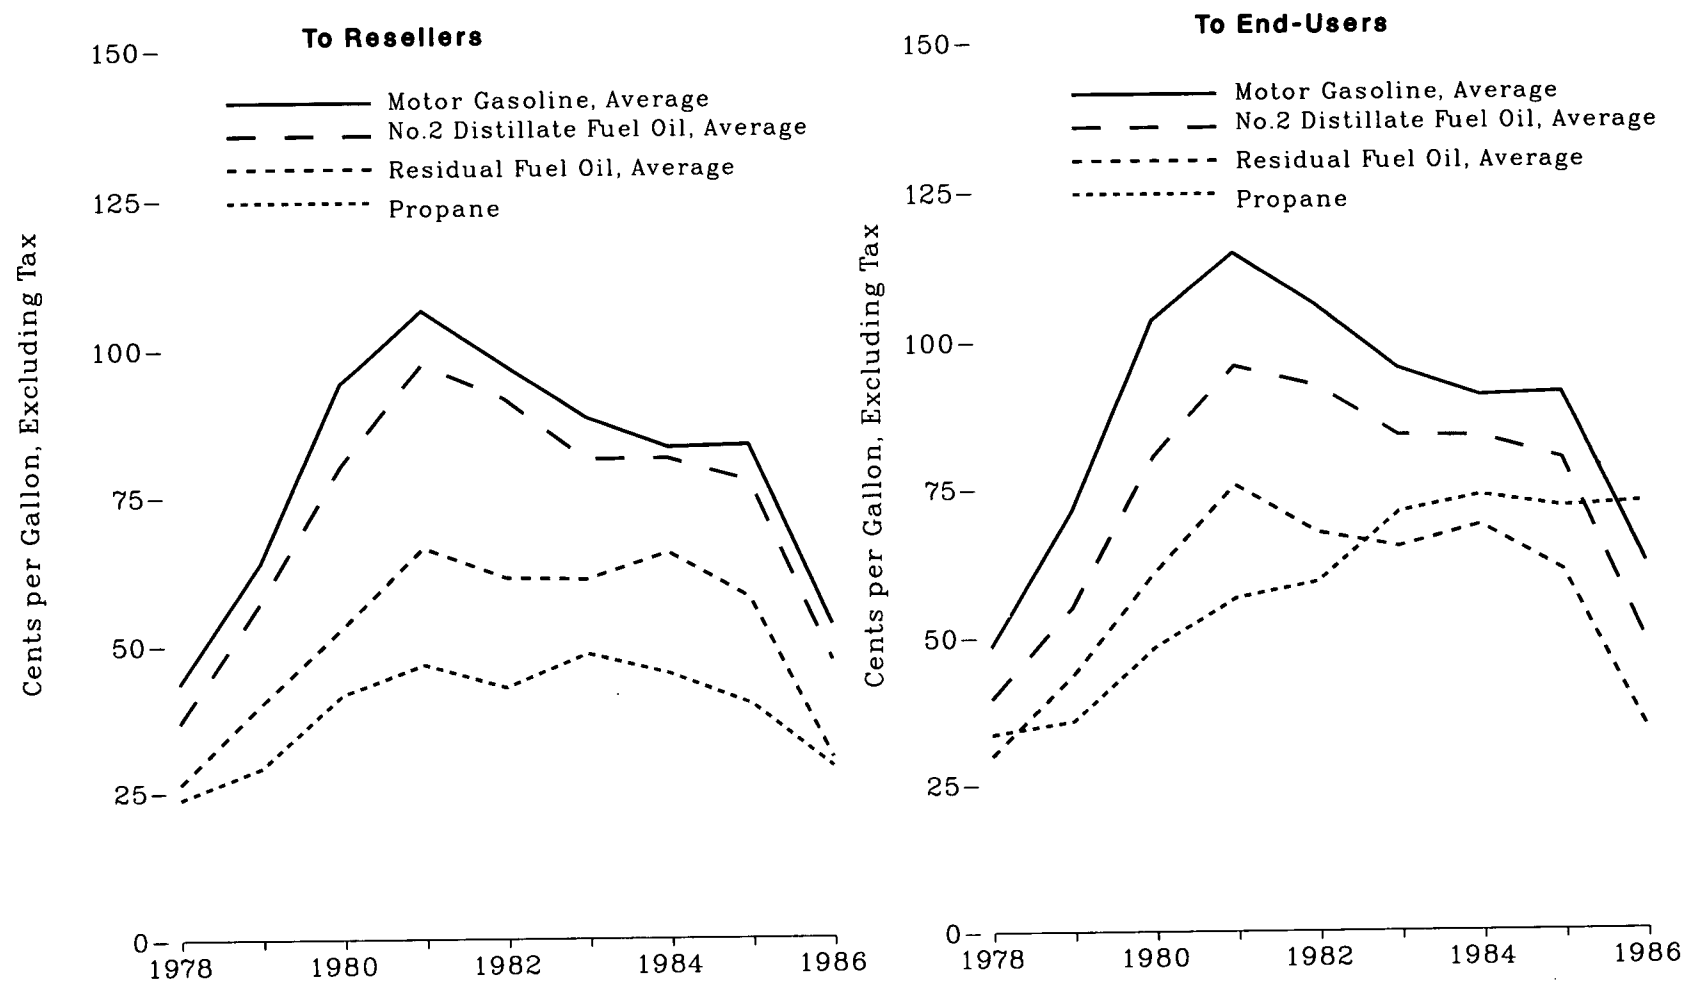 To Resellers
150
Motor Gasoline, Average
No.2 Distillate Fuel Oil, Average
Residual Fuel Oil, Average
Propane
125
100
75
50
25
0
Cents per Gallon, Excluding Tax
1978 1980 1982 1984 1986
To End-Users
150
Motor Gasoline, Average
No.2 Distillate Fuel Oil, Average
Residual Fuel Oil, Average
Propane
125
100
75
50
25
0
Cents per Gallon, Excluding Tax
1978 1980 1982 1984 1986